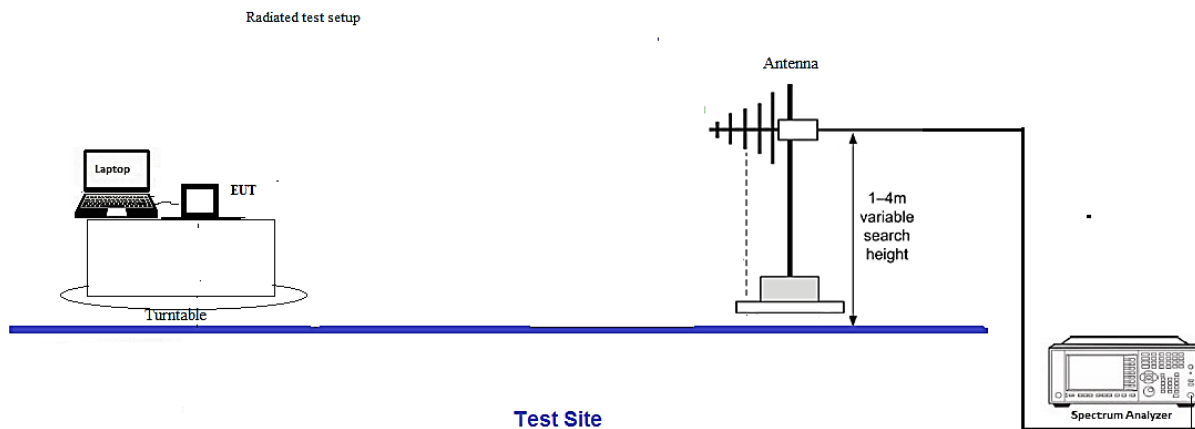 Radiated test setup
Antenna
Laptop
EUT
1–4m
variable
search
height
Turntable
Spectrum Analyzer
Test Site